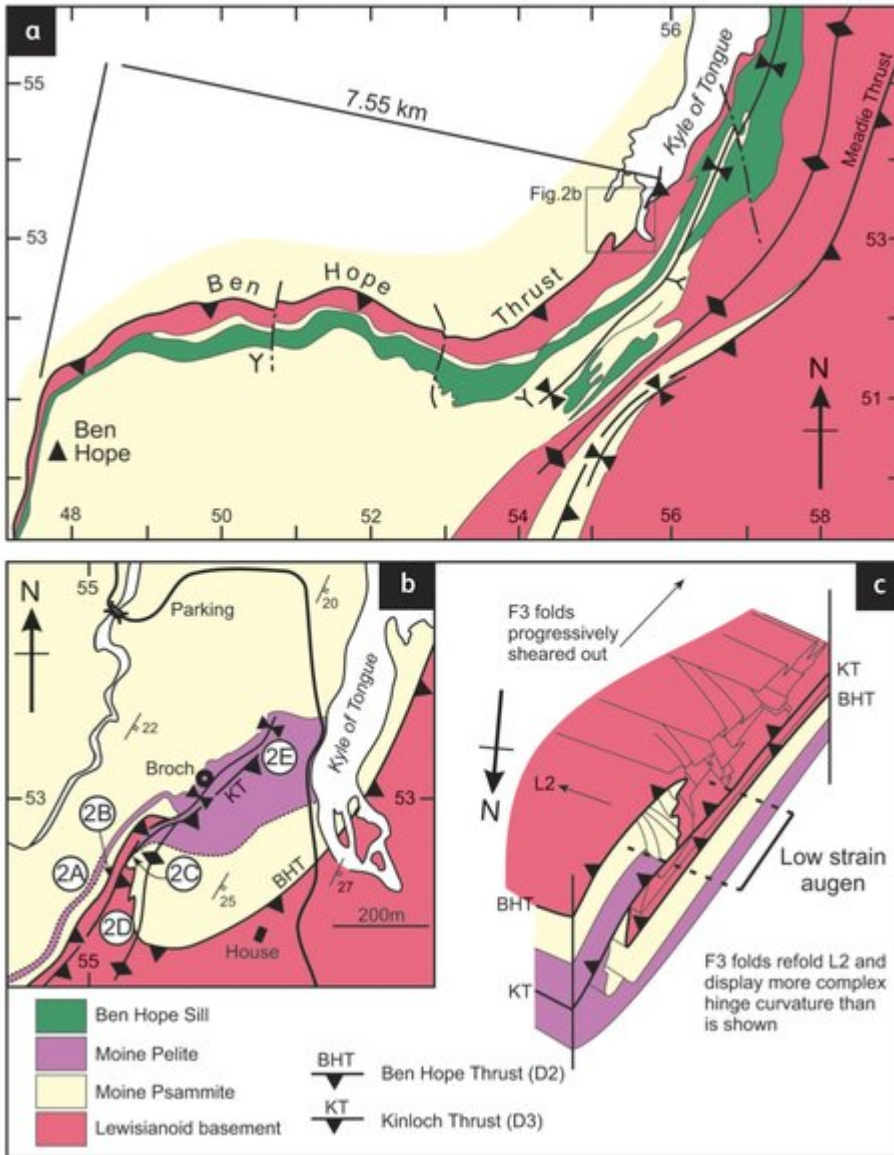 a
56
55
7.55 km
Kyle of Tongue
Meadie Thrust
Fig.2b
53
53
Ben Hope Thrust
Y
Y
Y
51
Ben
Hope
N
48
50
52
54
56
58
b
N
55
Parking
20
22
Kyle of Tongue
Broch
2E
KT
53
53
2B
2A
2C
BHT
27
25
2D
200m
House
55
c
F3 folds
progressively
sheared out
KT
BHT
N
L2
Low strain
augen
BHT
F3 folds refold L2 and
display more complex
hinge curvature than
is shown
KT
Ben Hope Sill
Moine Pelite
Moine Psammite
Lewisianoid basement
BHT
Ben Hope Thrust (D2)
KT
Kinloch Thrust (D3)